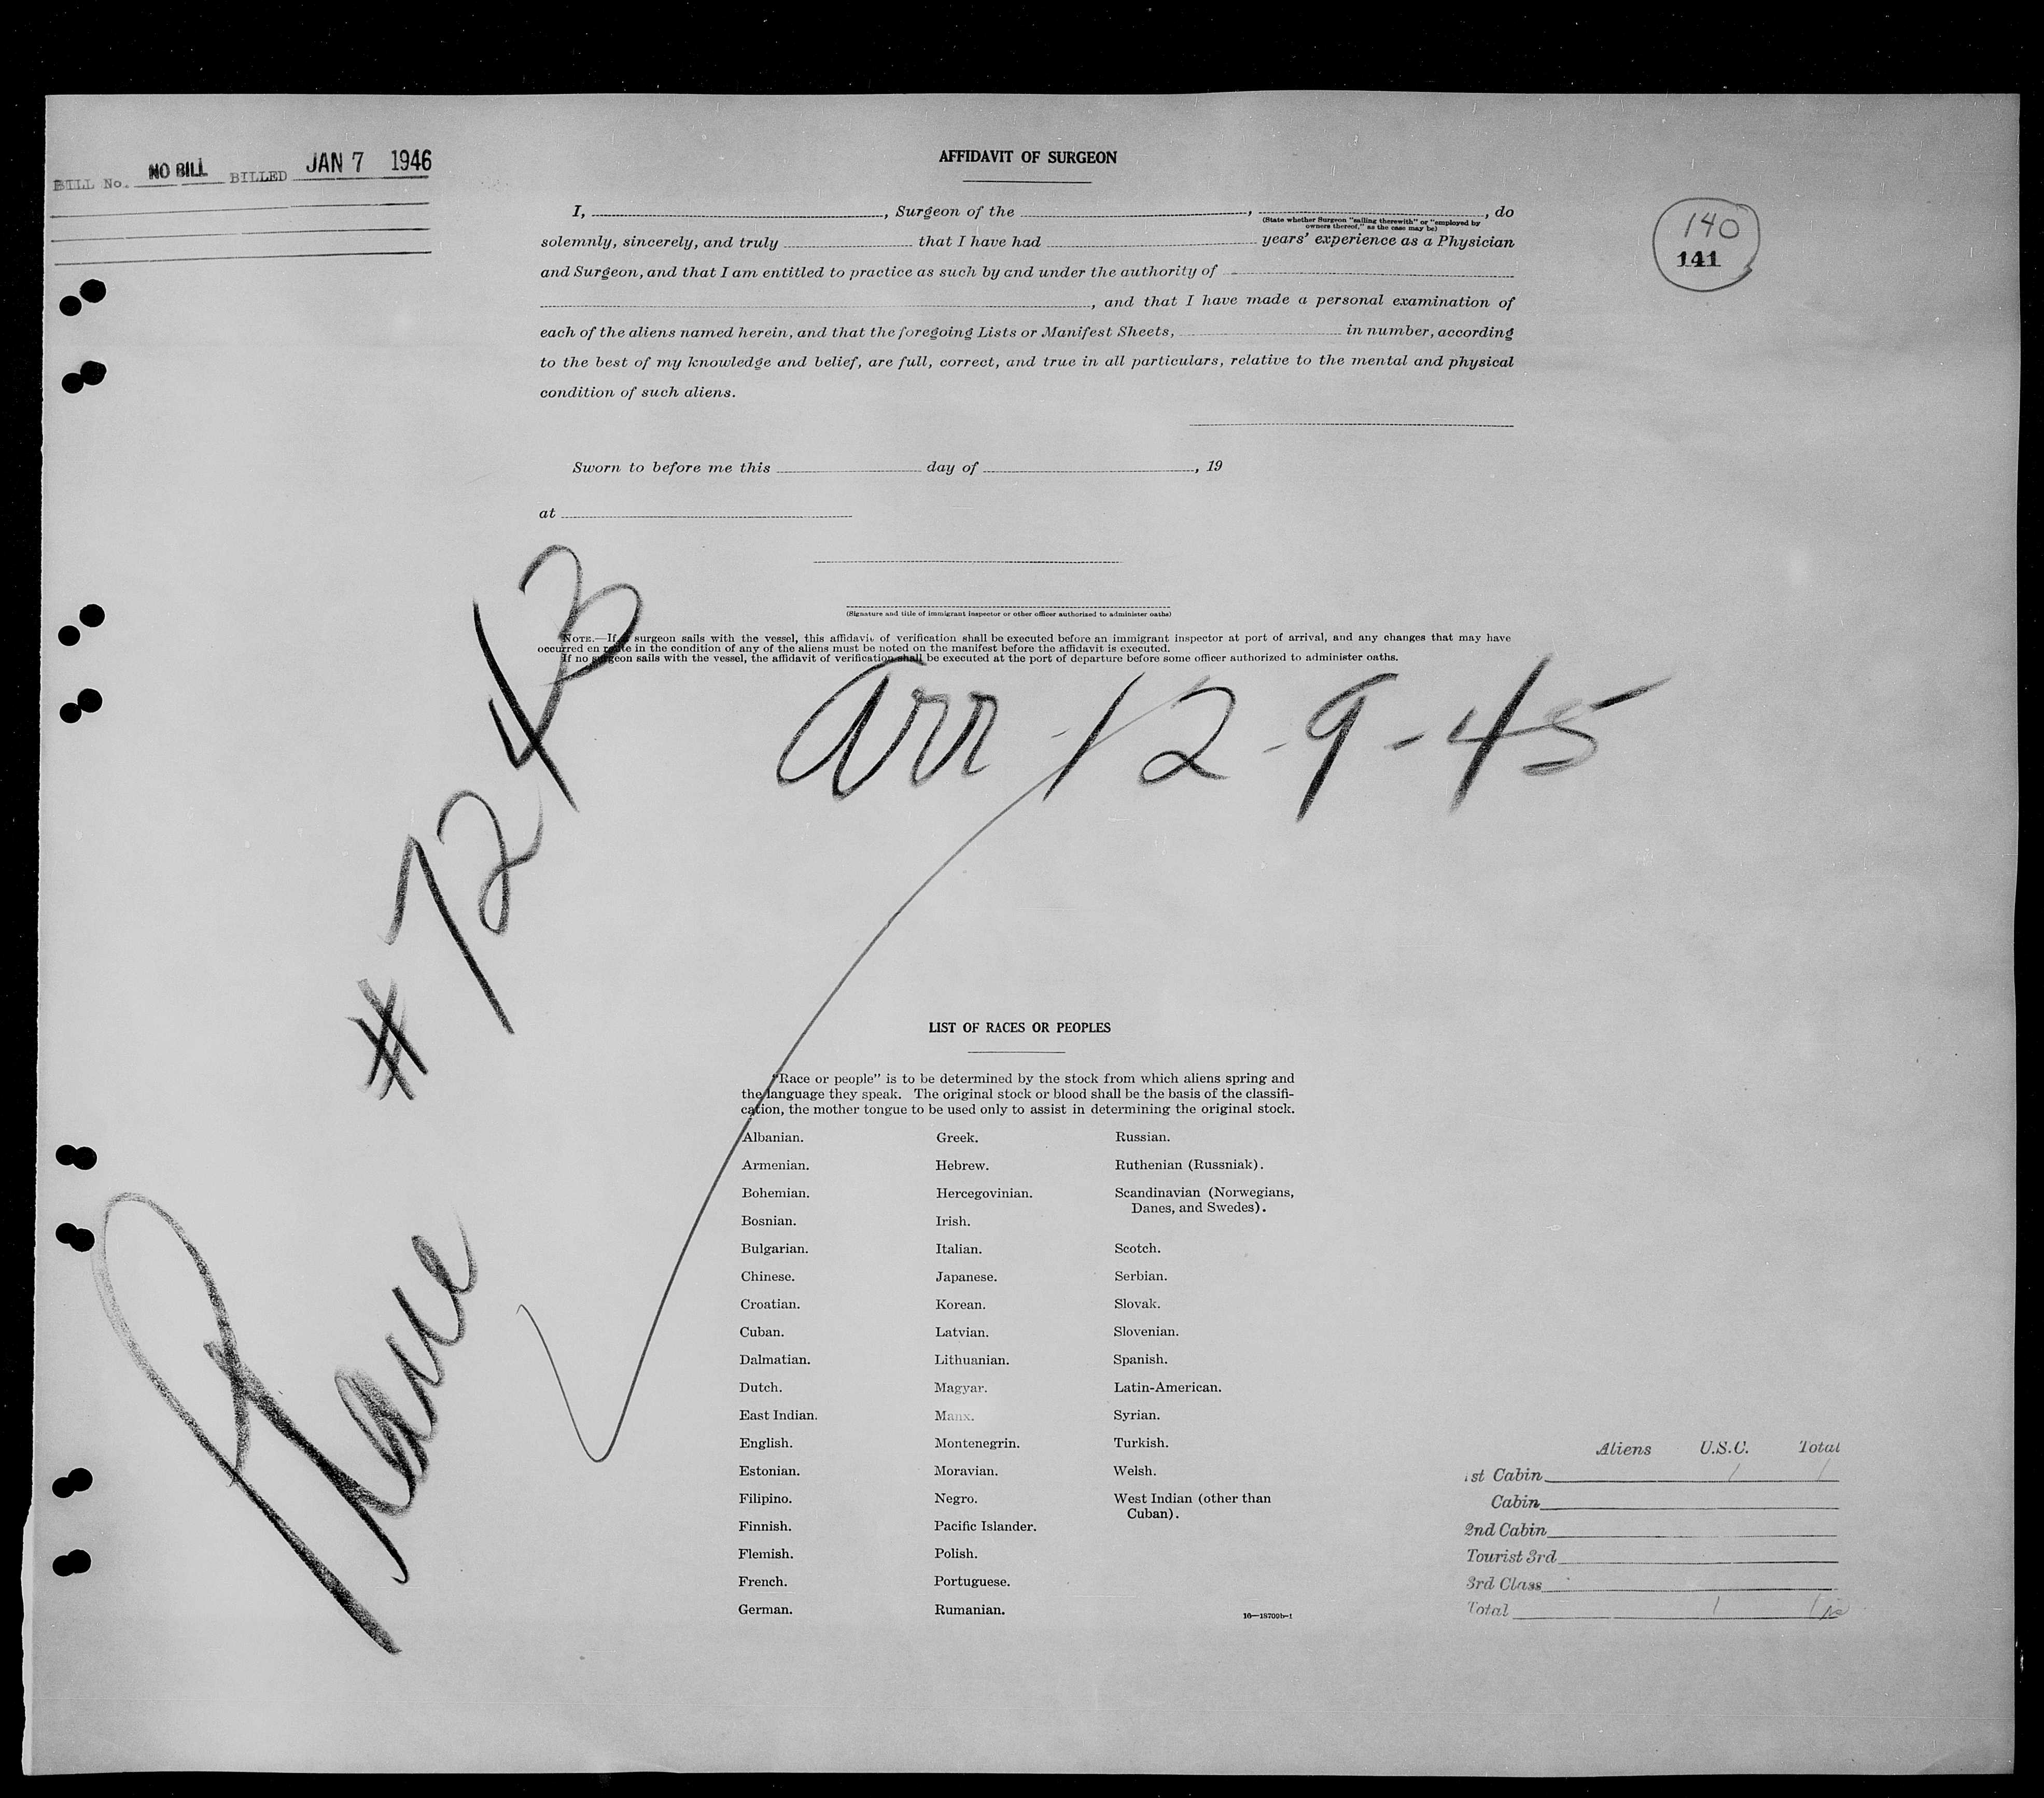 BILL No. NO BILL BILLED JAN 7 1946
AFFIDAVIT OF SURGEON
I, , Surgeon of the , , do
(State whether Surgeon "sailing therewith" or "employed by
owners thereof," as the case may be)
solemnly, sincerely, and truly that I have had years' experience as a Physician
and Surgeon, and that I am entitled to practice as such by and under the authority of
, and that I have made a personal examination of
each of the aliens named herein, and that the foregoing Lists or Manifest Sheets, in number, according
to the best of my knowledge and belief, are full, correct, and true in all particulars, relative to the mental and physical
condition of such aliens.
140
141
Sworn to before me this day of , 19
at
(Signature and title of immigrant inspector or other officer authorized to administer oaths)
NOTE.—If a surgeon sails with the vessel, this affidavit of verification shall be executed before an immigrant inspector at port of arrival, and any changes that may have
occurred en route in the condition of any of the aliens must be noted on the manifest before the affidavit is executed.
If no surgeon sails with the vessel, the affidavit of verification shall be executed at the port of departure before some officer authorized to administer oaths.
Plane #7243
arr - 12-9-45
LIST OF RACES OR PEOPLES
"Race or people" is to be determined by the stock from which aliens spring and
the language they speak. The original stock or blood shall be the basis of the classifi-
cation, the mother tongue to be used only to assist in determining the original stock.
Albanian.
Armenian.
Bohemian.
Bosnian.
Bulgarian.
Chinese.
Croatian.
Cuban.
Dalmatian.
Dutch.
East Indian.
English.
Estonian.
Filipino.
Finnish.
Flemish.
French.
German.
Greek.
Hebrew.
Hercegovinian.
Irish.
Italian.
Japanese.
Korean.
Latvian.
Lithuanian.
Magyar.
Manx.
Montenegrin.
Moravian.
Negro.
Pacific Islander.
Polish.
Portuguese.
Rumanian.
Russian.
Ruthenian (Russniak).
Scandinavian (Norwegians,
Danes, and Swedes).
Scotch.
Serbian.
Slovak.
Slovenian.
Spanish.
Latin-American.
Syrian.
Turkish.
Welsh.
West Indian (other than
Cuban).
16—18700b-1
Aliens U.S.C. Total
1st Cabin 1 1
Cabin
2nd Cabin
Tourist 3rd
3rd Class
Total 1 1